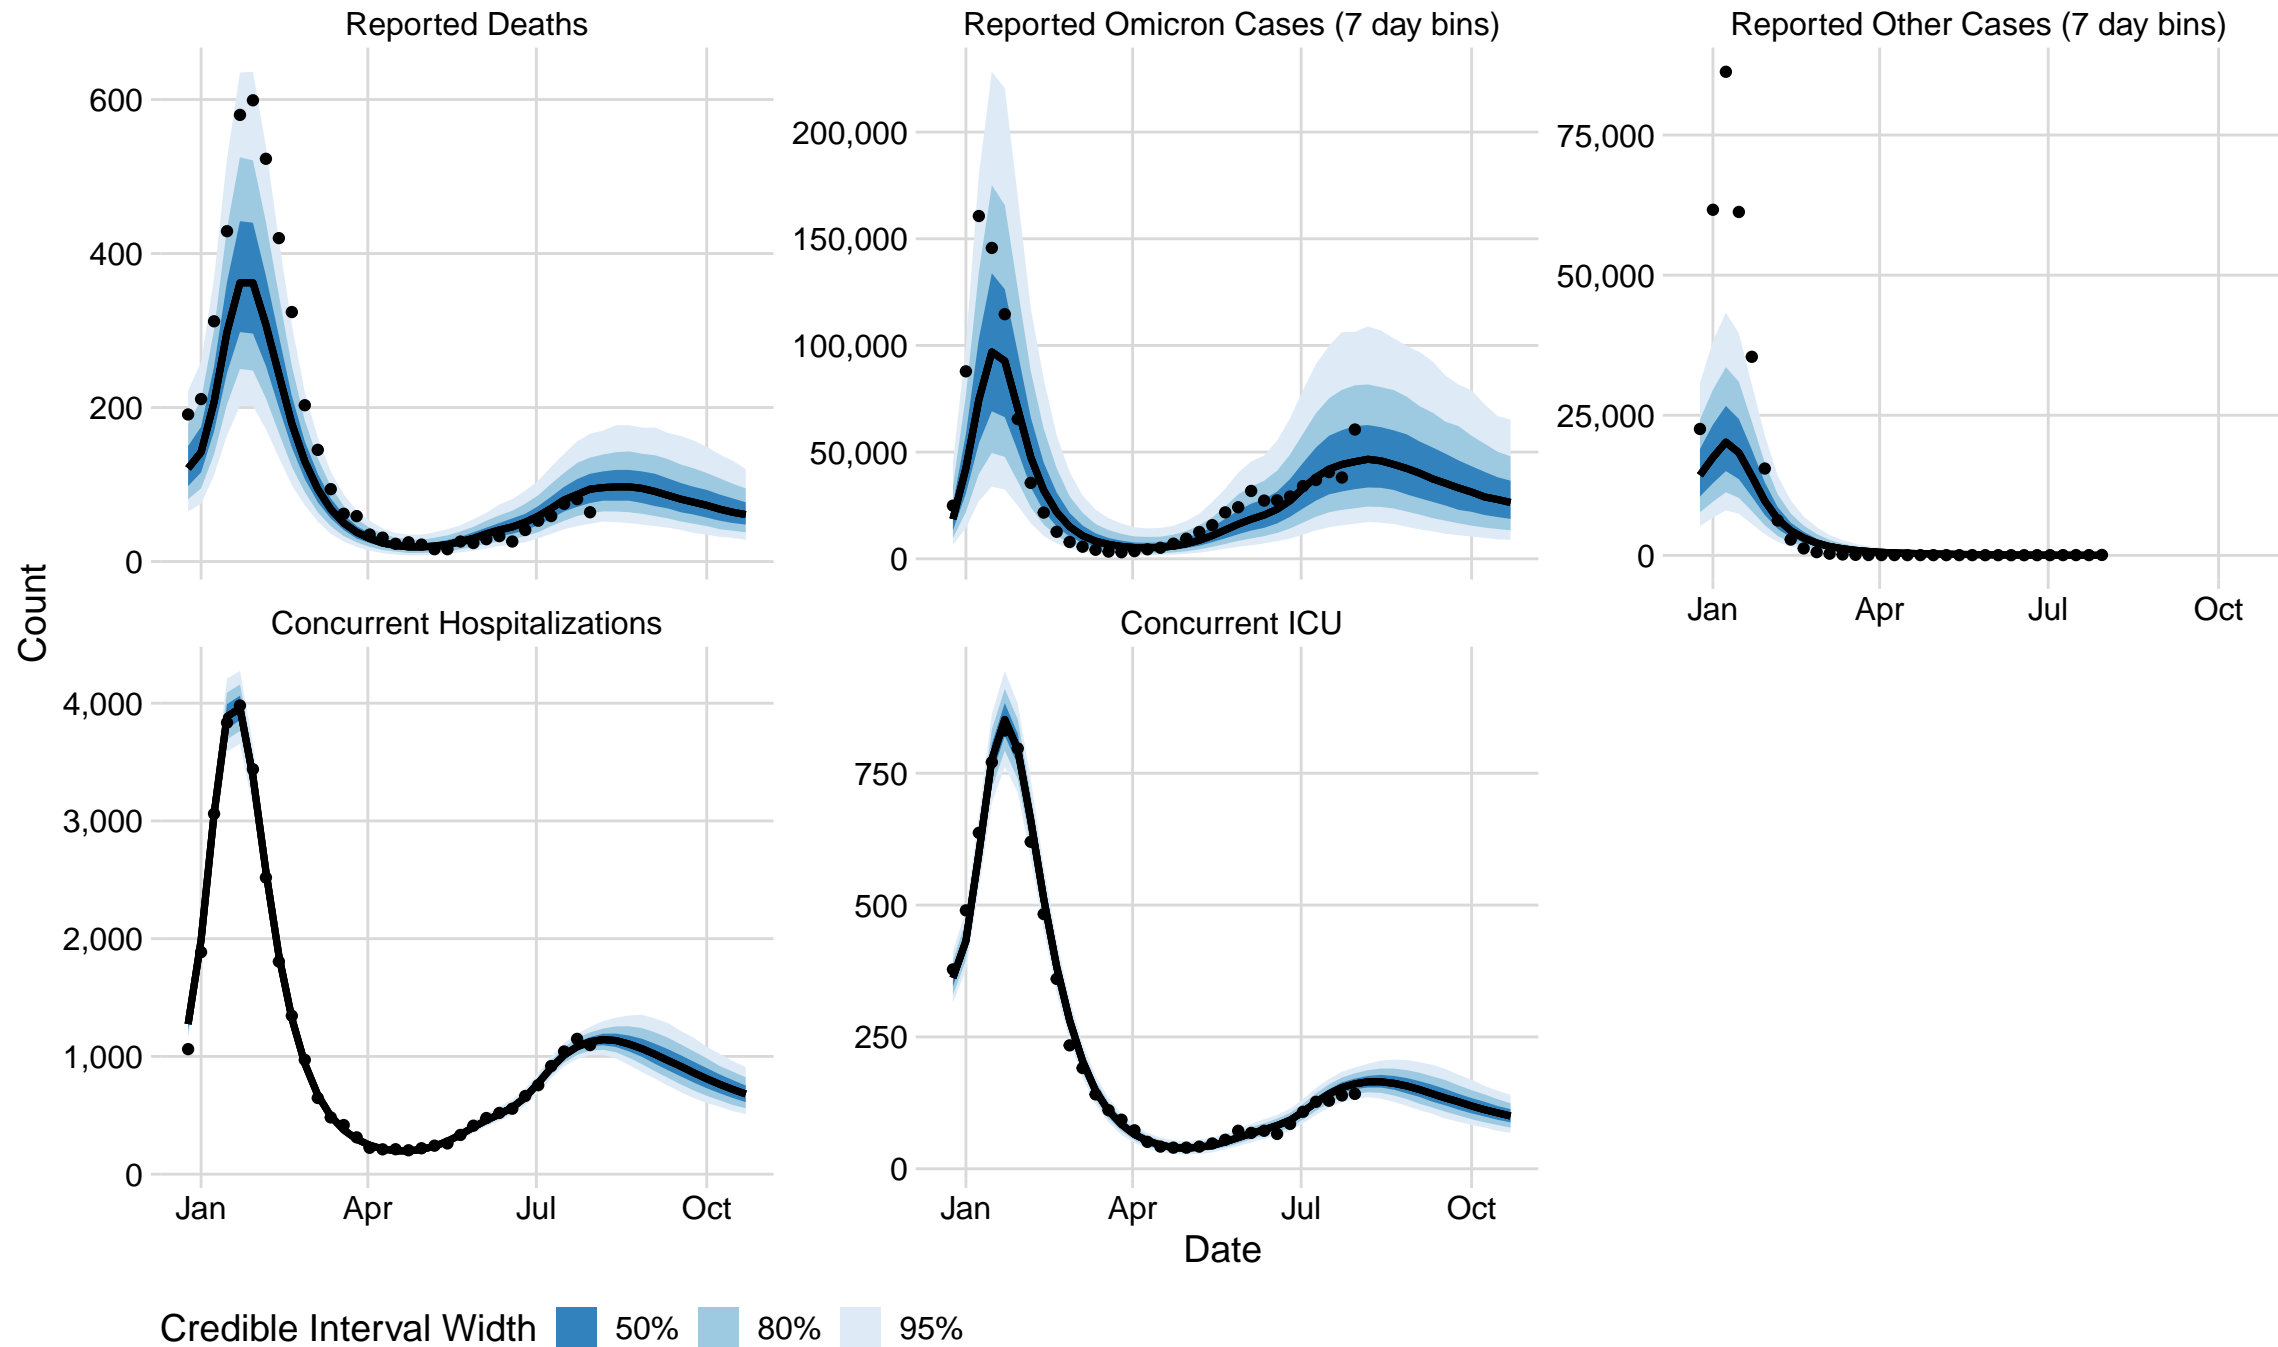 Reported Deaths
Reported Omicron Cases (7 day bins)
Reported Other Cases (7 day bins)
600
400
200
0
200,000
150,000
100,000
50,000
0
75,000
50,000
25,000
0
Jan Apr Jul Oct
Count
Concurrent Hospitalizations
Concurrent ICU
4,000
3,000
2,000
1,000
0
750
500
250
0
Jan Apr Jul Oct
Jan Apr Jul Oct
Date
Credible Interval Width 50% 80% 95%